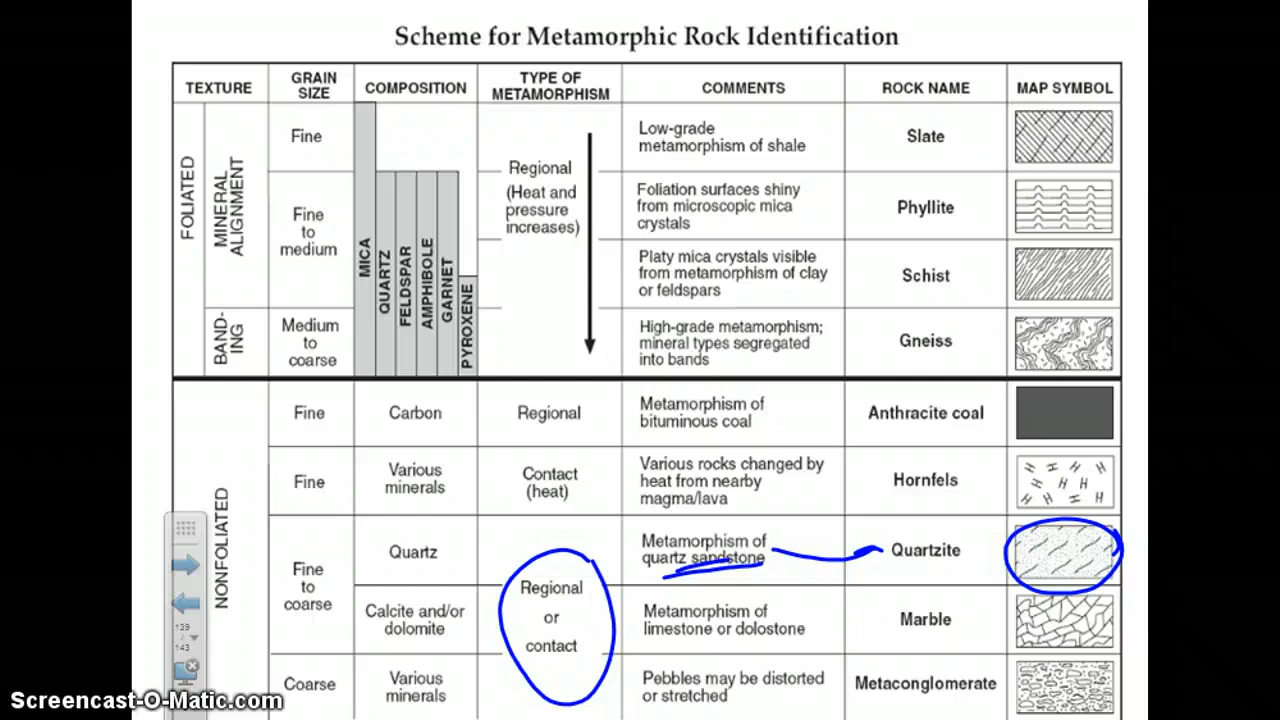 Scheme for Metamorphic Rock Identification
TEXTURE
GRAIN
SIZE
COMPOSITION
TYPE OF
METAMORPHISM
COMMENTS
ROCK NAME
MAP SYMBOL
FOLIATED
MINERAL
ALIGNMENT
Fine
MICA
QUARTZ
FELDSPAR
AMPHIBOLE
GARNET
PYROXENE
Regional
(Heat and
pressure
increases)
Low-grade
metamorphism of shale
Slate
Fine
to
medium
Foliation surfaces shiny
from microscopic mica
crystals
Phyllite
Platy mica crystals visible
from metamorphism of clay
or feldspars
Schist
BAND-
ING
Medium
to
coarse
High-grade metamorphism;
mineral types segregated
into bands
Gneiss
NONFOLIATED
Fine
Carbon
Regional
Metamorphism of
bituminous coal
Anthracite coal
Fine
Various
minerals
Contact
(heat)
Various rocks changed by
heat from nearby
magma/lava
Hornfels
H H H H
H H H H
H H H H
Fine
to
coarse
Quartz
Regional
or
contact
Metamorphism of
quartz sandstone
Quartzite
Calcite and/or
dolomite
Metamorphism of
limestone or dolostone
Marble
Coarse
Various
minerals
Pebbles may be distorted
or stretched
Metaconglomerate
139
/
143
Screencast-O-Matic.com